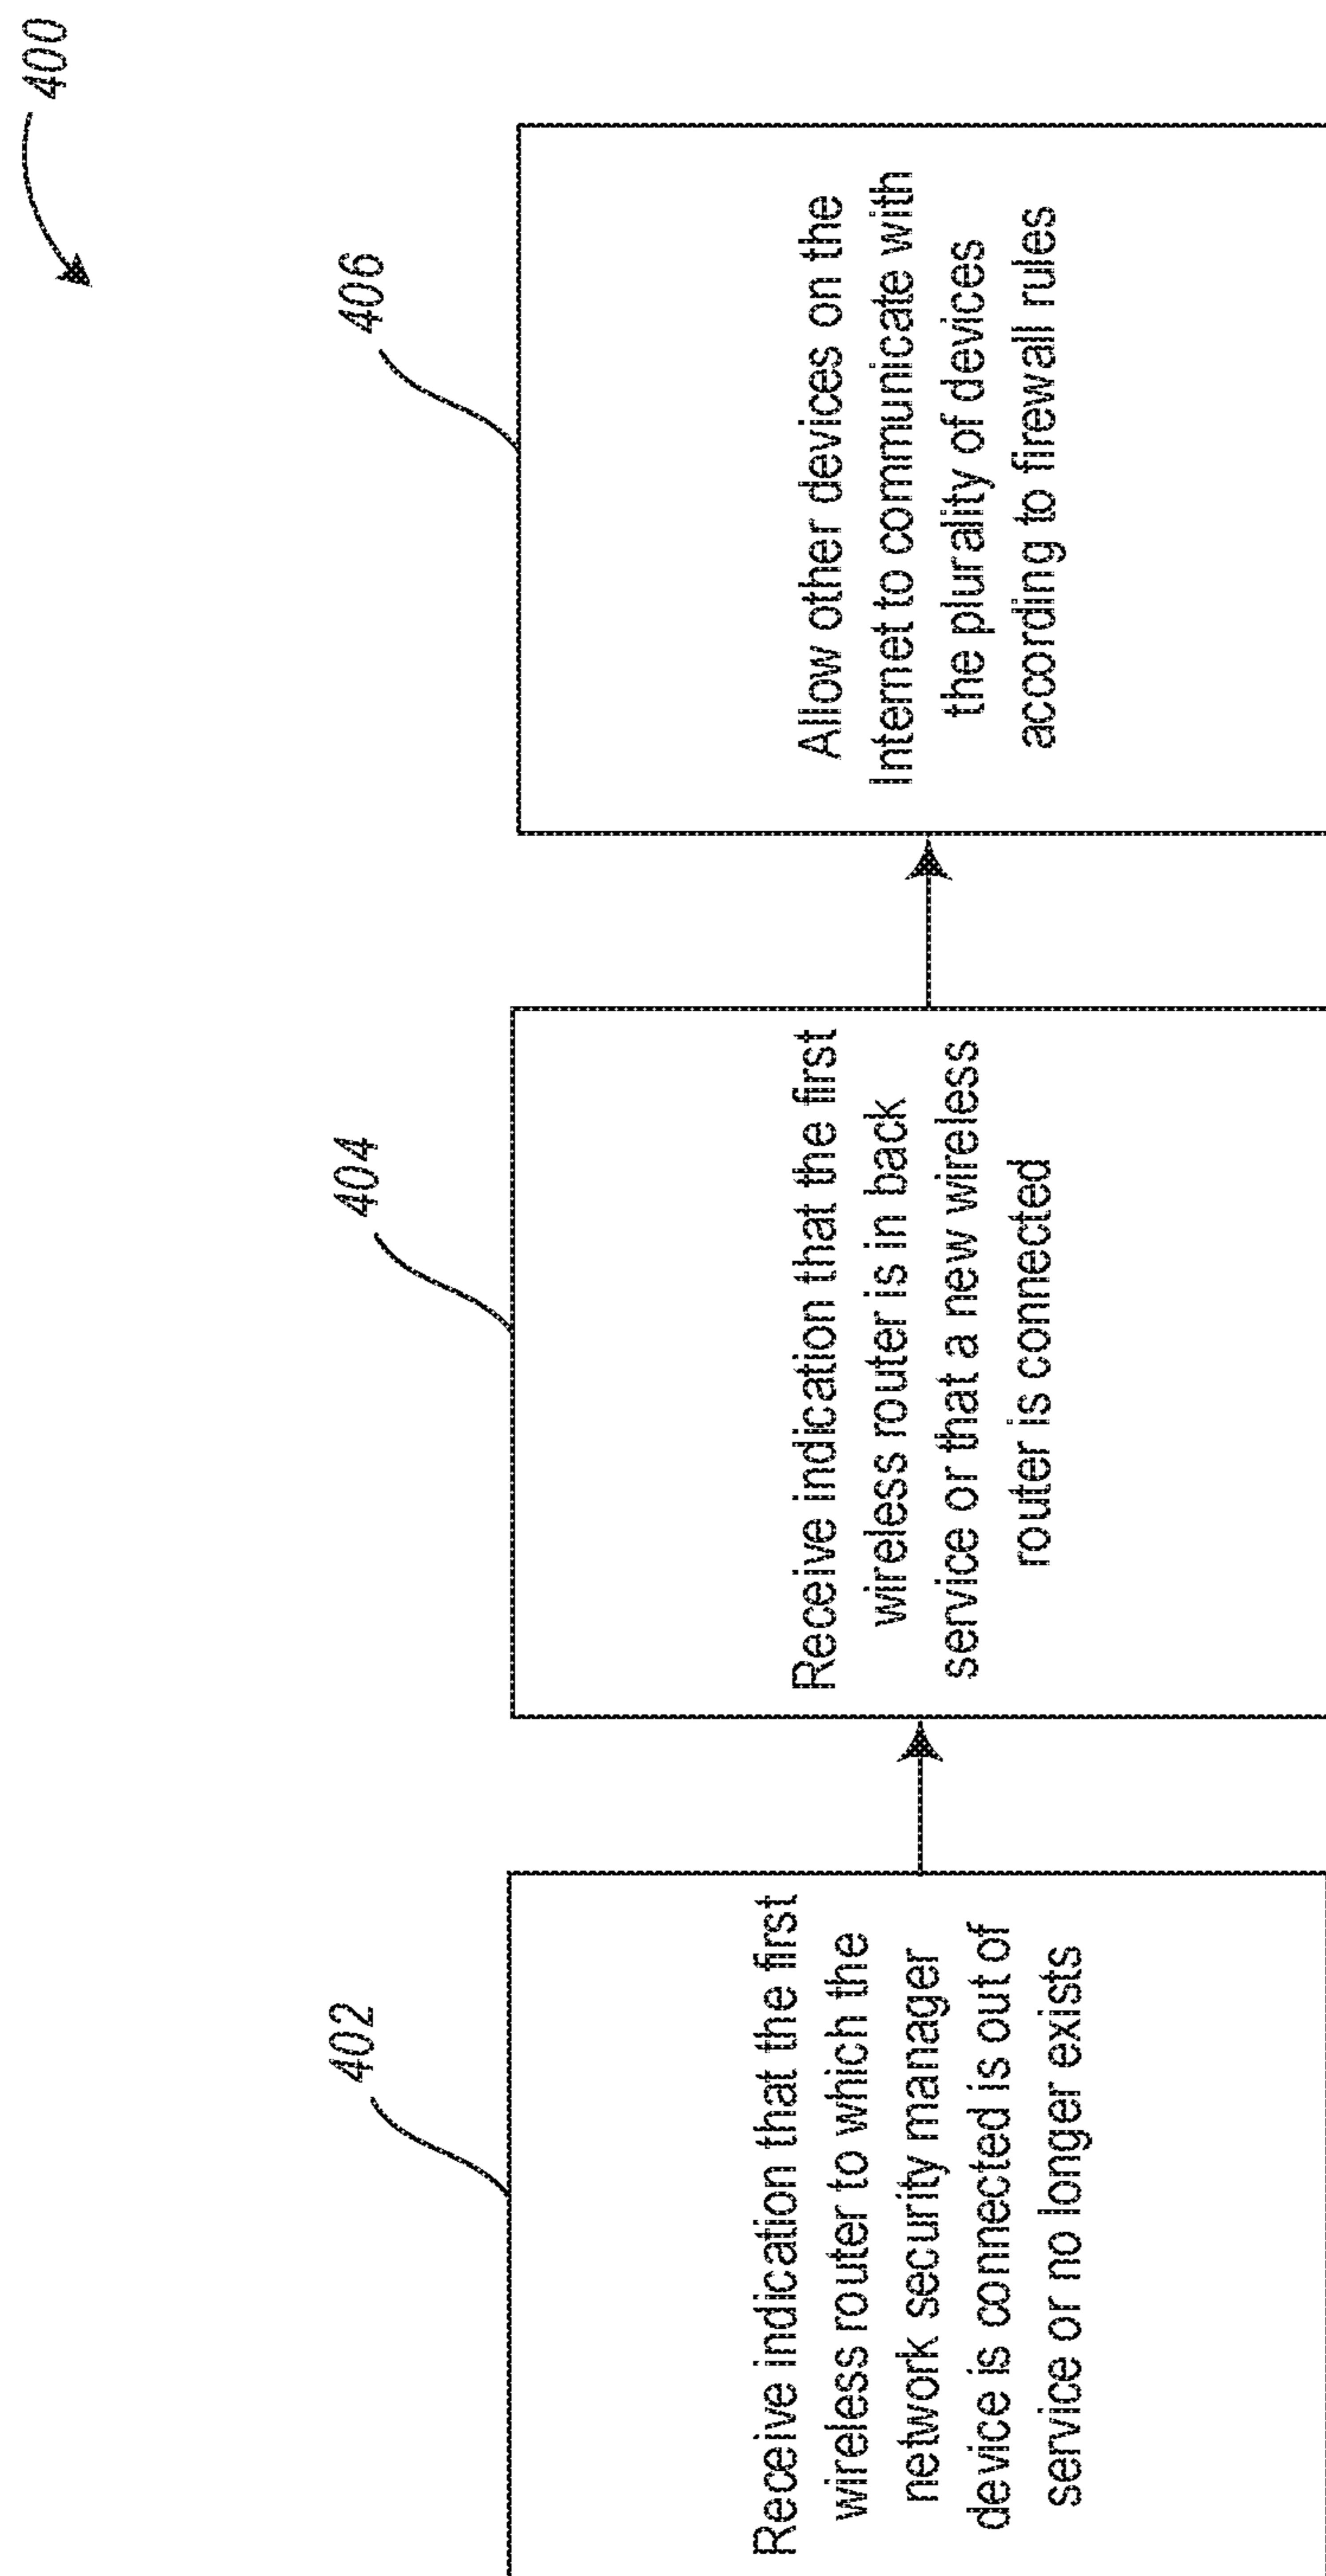 400
402
Receive indication that the first
wireless router to which the
network security manager
device is connected is out of
service or no longer exists
404
Receive indication that the first
wireless router is in back
service or that a new wireless
router is connected
406
Allow other devices on the
Internet to communicate with
the plurality of devices
according to firewall rules